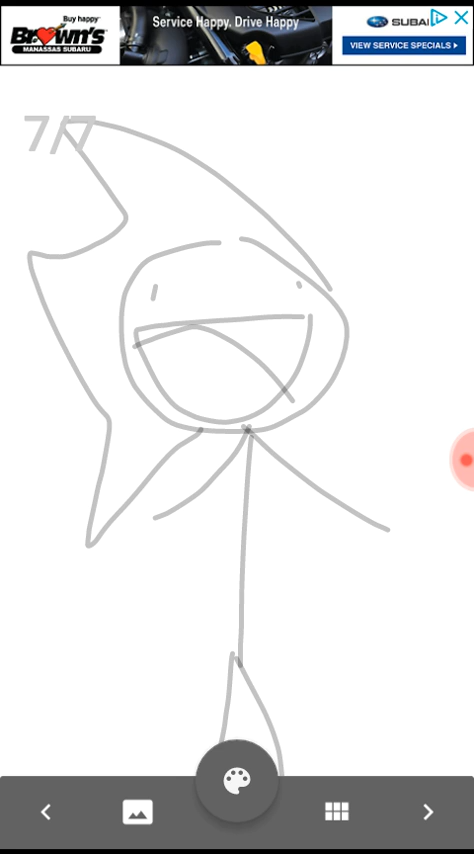 Buy happy
Brown's
MANASSAS SUBARU
Service Happy. Drive Happy
SUBA
VIEW SERVICE SPECIALS
7/7